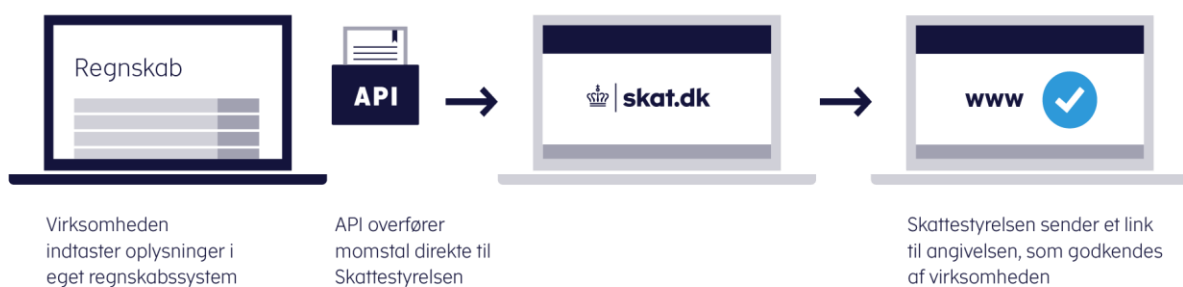 Regnskab
API
skat.dk
www
Virksomheden
indtaster oplysninger i
eget regnskabssystem
API overfører
momstal direkte til
Skattestyrelsen
Skattestyrelsen sender et link
til angivelsen, som godkendes
af virksomheden